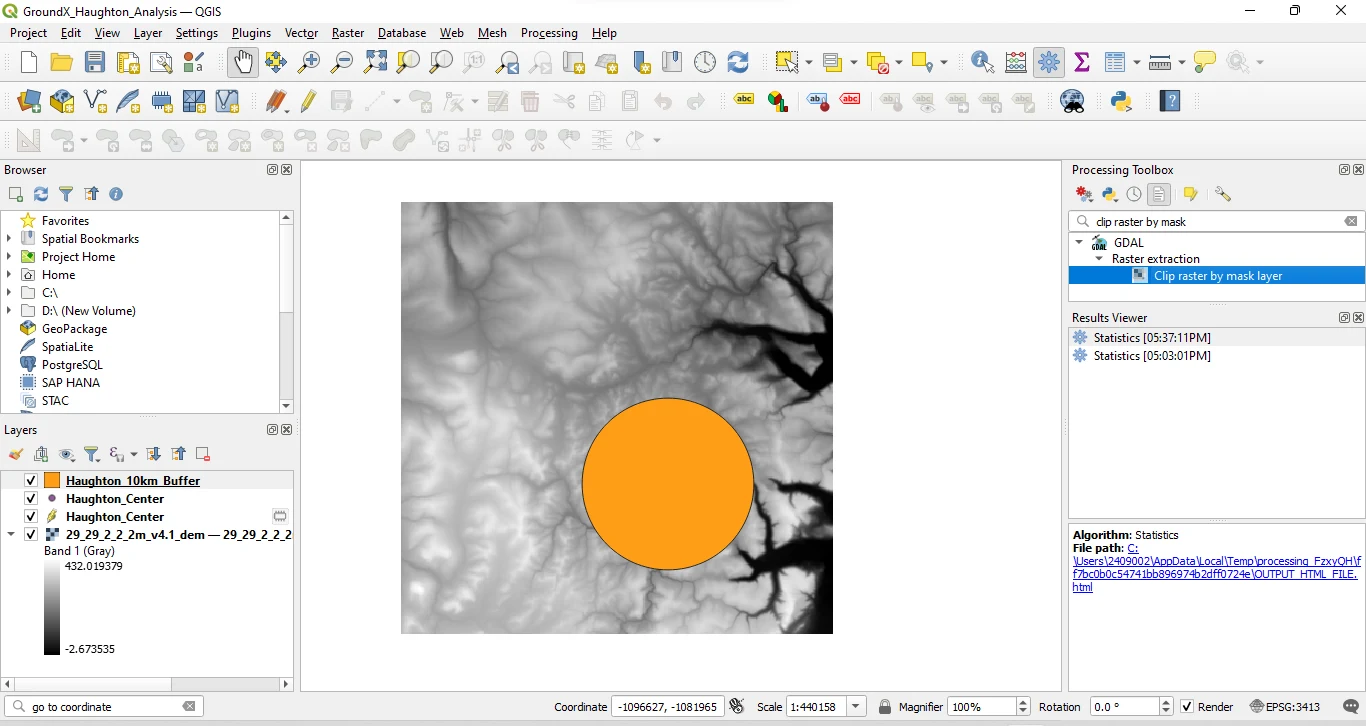 GroundX_Haughton_Analysis — QGIS
Project Edit View Layer Settings Plugins Vector Raster Database Web Mesh Processing Help
Browser
Favorites
Spatial Bookmarks
Project Home
Home
C:\
D:\ (New Volume)
GeoPackage
SpatiaLite
PostgreSQL
SAP HANA
STAC
Layers
Haughton_10km_Buffer
Haughton_Center
Haughton_Center
29_29_2_2_2m_v4.1_dem — 29_29_2_2_2
Band 1 (Gray)
432.019379
-2.673535
Processing Toolbox
clip raster by mask
GDAL
Raster extraction
Clip raster by mask layer
Results Viewer
Statistics [05:37:11PM]
Statistics [05:03:01PM]
Algorithm: Statistics
File path: C:
\Users\2409002\AppData\Local\Temp\processing_FzxyOH\f
f7bc0b0c54741bb896974b2dff0724e\OUTPUT_HTML_FILE.
html
go to coordinate
Coordinate -1096627, -1081965 Scale 1:440158 Magnifier 100% Rotation 0.0 ° Render EPSG:3413